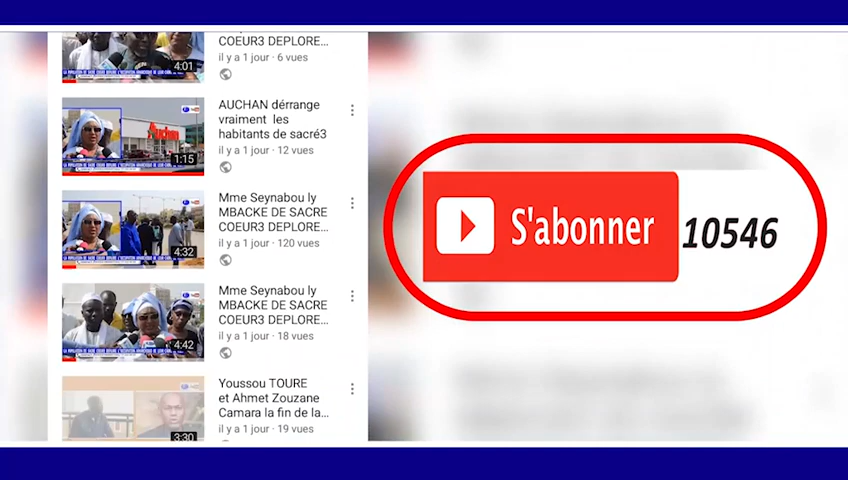 COEUR3 DEPLORE...
il y a 1 jour · 6 vues
4:01
AUCHAN dérrange
vraiment les
habitants de sacré3
il y a 1 jour · 12 vues
Auchan
1:15
Mme Seynabou ly
MBACKE DE SACRE
COEUR3 DEPLORE...
il y a 1 jour · 120 vues
4:32
Mme Seynabou ly
MBACKE DE SACRE
COEUR3 DEPLORE...
il y a 1 jour · 18 vues
4:42
Youssou TOURE
et Ahmet Zouzane
Camara la fin de la...
il y a 1 jour · 19 vues
3:30
S'abonner 10546